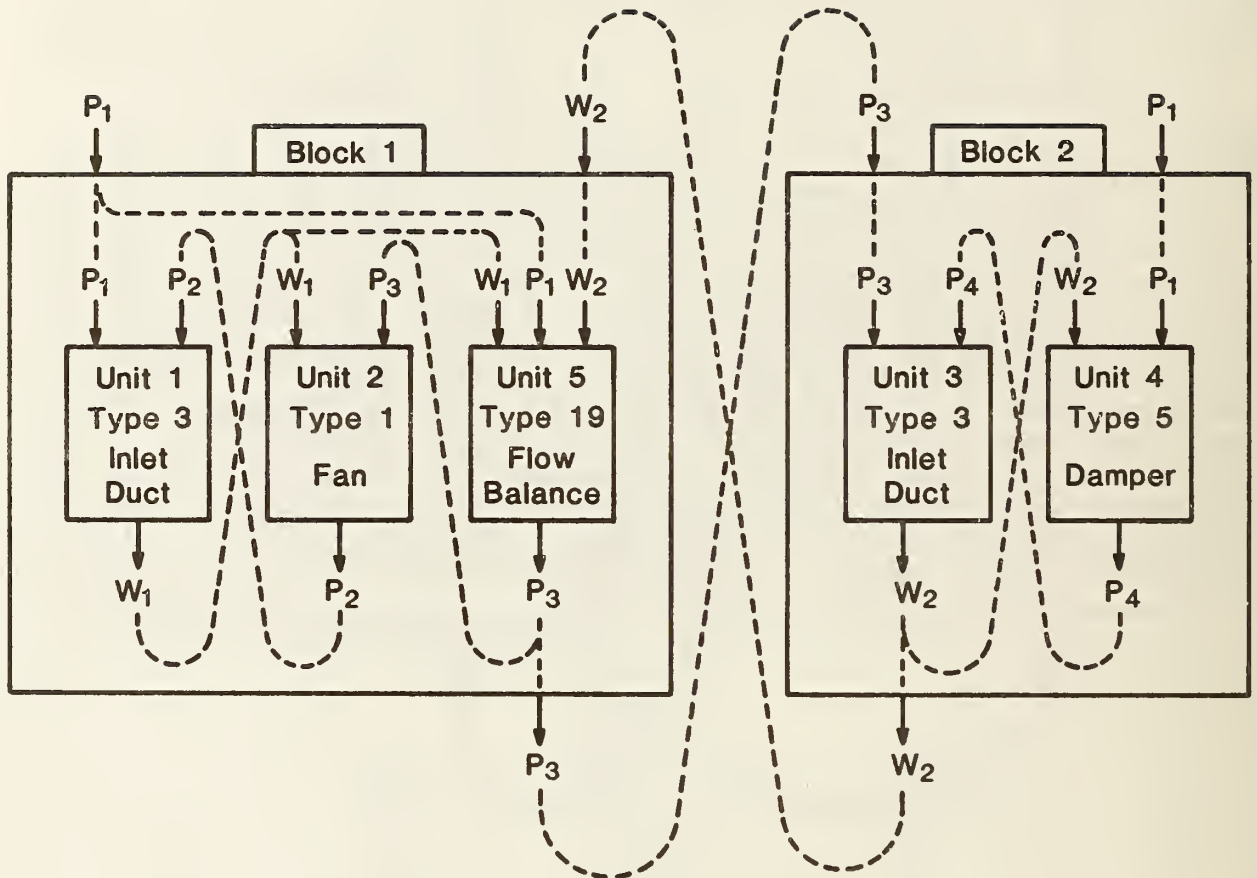 P1 W2 P3 P1
Block 1 Block 2
P1 P2 W1 P3 W1 P1 W2 P3 P4 W2 P1
Unit 1
Type 3
Inlet
Duct
Unit 2
Type 1
Fan
Unit 5
Type 19
Flow
Balance
Unit 3
Type 3
Inlet
Duct
Unit 4
Type 5
Damper
W1 P2 P3 W2 P4
P3 W2